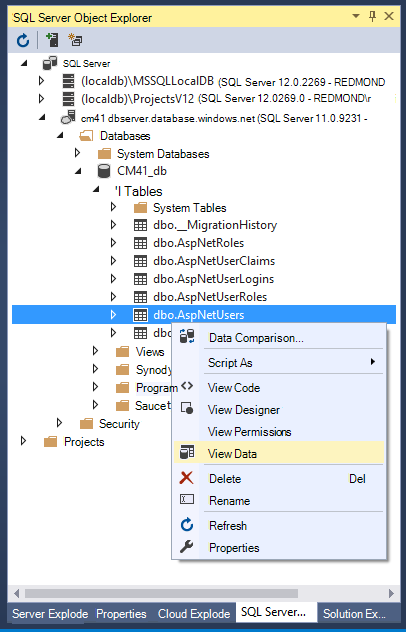 SQL Server Object Explorer
SQL Server
(localdb)\MSSQLLocalDB (SQL Server 12.0.2269 - REDMOND
(localdb)\ProjectsV12 (SQL Server 12.0269.0 - REDMOND\r
cm41 dbserver.database.windows.net (SQL Server 11.0.9231 -
Databases
System Databases
CM41_db
'I Tables
System Tables
dbo.__MigrationHistory
dbo.AspNetRoles
dbo.AspNetUserClaims
dbo.AspNetUserLogins
dbo.AspNetUserRoles
dbo.AspNetUsers
dbo
Views
Synody
Program
Saucet
Security
Projects
Data Comparison...
Script As
View Code
View Designer
View Permissions
View Data
Delete Del
Rename
Refresh
Properties
Server Explode Properties Cloud Explode SQL Server... Solution Ex...